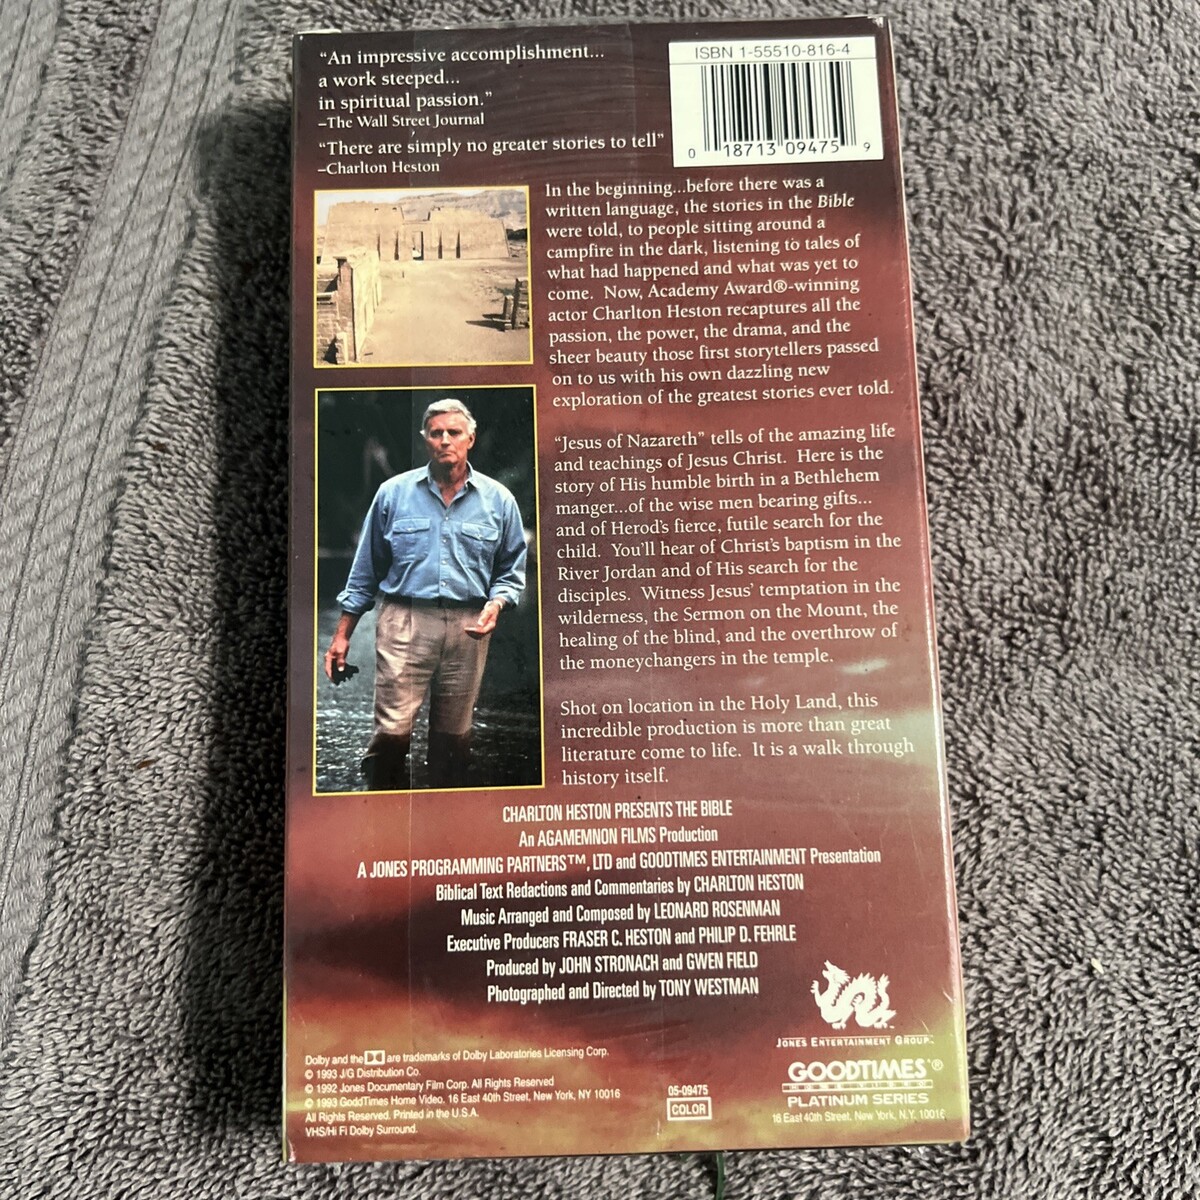 “An impressive accomplishment...
a work steeped...
in spiritual passion.”
–The Wall Street Journal
“There are simply no greater stories to tell”
–Charlton Heston
ISBN 1-55510-816-4
0 18713 09475 9
In the beginning...before there was a
written language, the stories in the Bible
were told, to people sitting around a
campfire in the dark, listening to tales of
what had happened and what was yet to
come. Now, Academy Award®-winning
actor Charlton Heston recaptures all the
passion, the power, the drama, and the
sheer beauty those first storytellers passed
on to us with his own dazzling new
exploration of the greatest stories ever told.
“Jesus of Nazareth” tells of the amazing life
and teachings of Jesus Christ. Here is the
story of His humble birth in a Bethlehem
manger...of the wise men bearing gifts...
and of Herod's fierce, futile search for the
child. You'll hear of Christ's baptism in the
River Jordan and of His search for the
disciples. Witness Jesus' temptation in the
wilderness, the Sermon on the Mount, the
healing of the blind, and the overthrow of
the moneychangers in the temple.
Shot on location in the Holy Land, this
incredible production is more than great
literature come to life. It is a walk through
history itself.
CHARLTON HESTON PRESENTS THE BIBLE
An AGAMEMNON FILMS Production
A JONES PROGRAMMING PARTNERS™, LTD and GOODTIMES ENTERTAINMENT Presentation
Biblical Text Redactions and Commentaries by CHARLTON HESTON
Music Arranged and Composed by LEONARD ROSENMAN
Executive Producers FRASER C. HESTON and PHILIP D. FEHRLE
Produced by JOHN STRONACH and GWEN FIELD
Photographed and Directed by TONY WESTMAN
Dolby and the are trademarks of Dolby Laboratories Licensing Corp.
© 1993 J/G Distribution Co.
© 1992 Jones Documentary Film Corp. All Rights Reserved
© 1993 GoddTimes Home Video. 16 East 40th Street, New York, NY 10016
All Rights Reserved. Printed in the U.S.A.
VHS/Hi Fi Dolby Surround.
05-09475
COLOR
JONES ENTERTAINMENT GROUP™
GOODTIMES®
HOME VIDEO
PLATINUM SERIES
16 East 40th Street, New York, N.Y. 10016